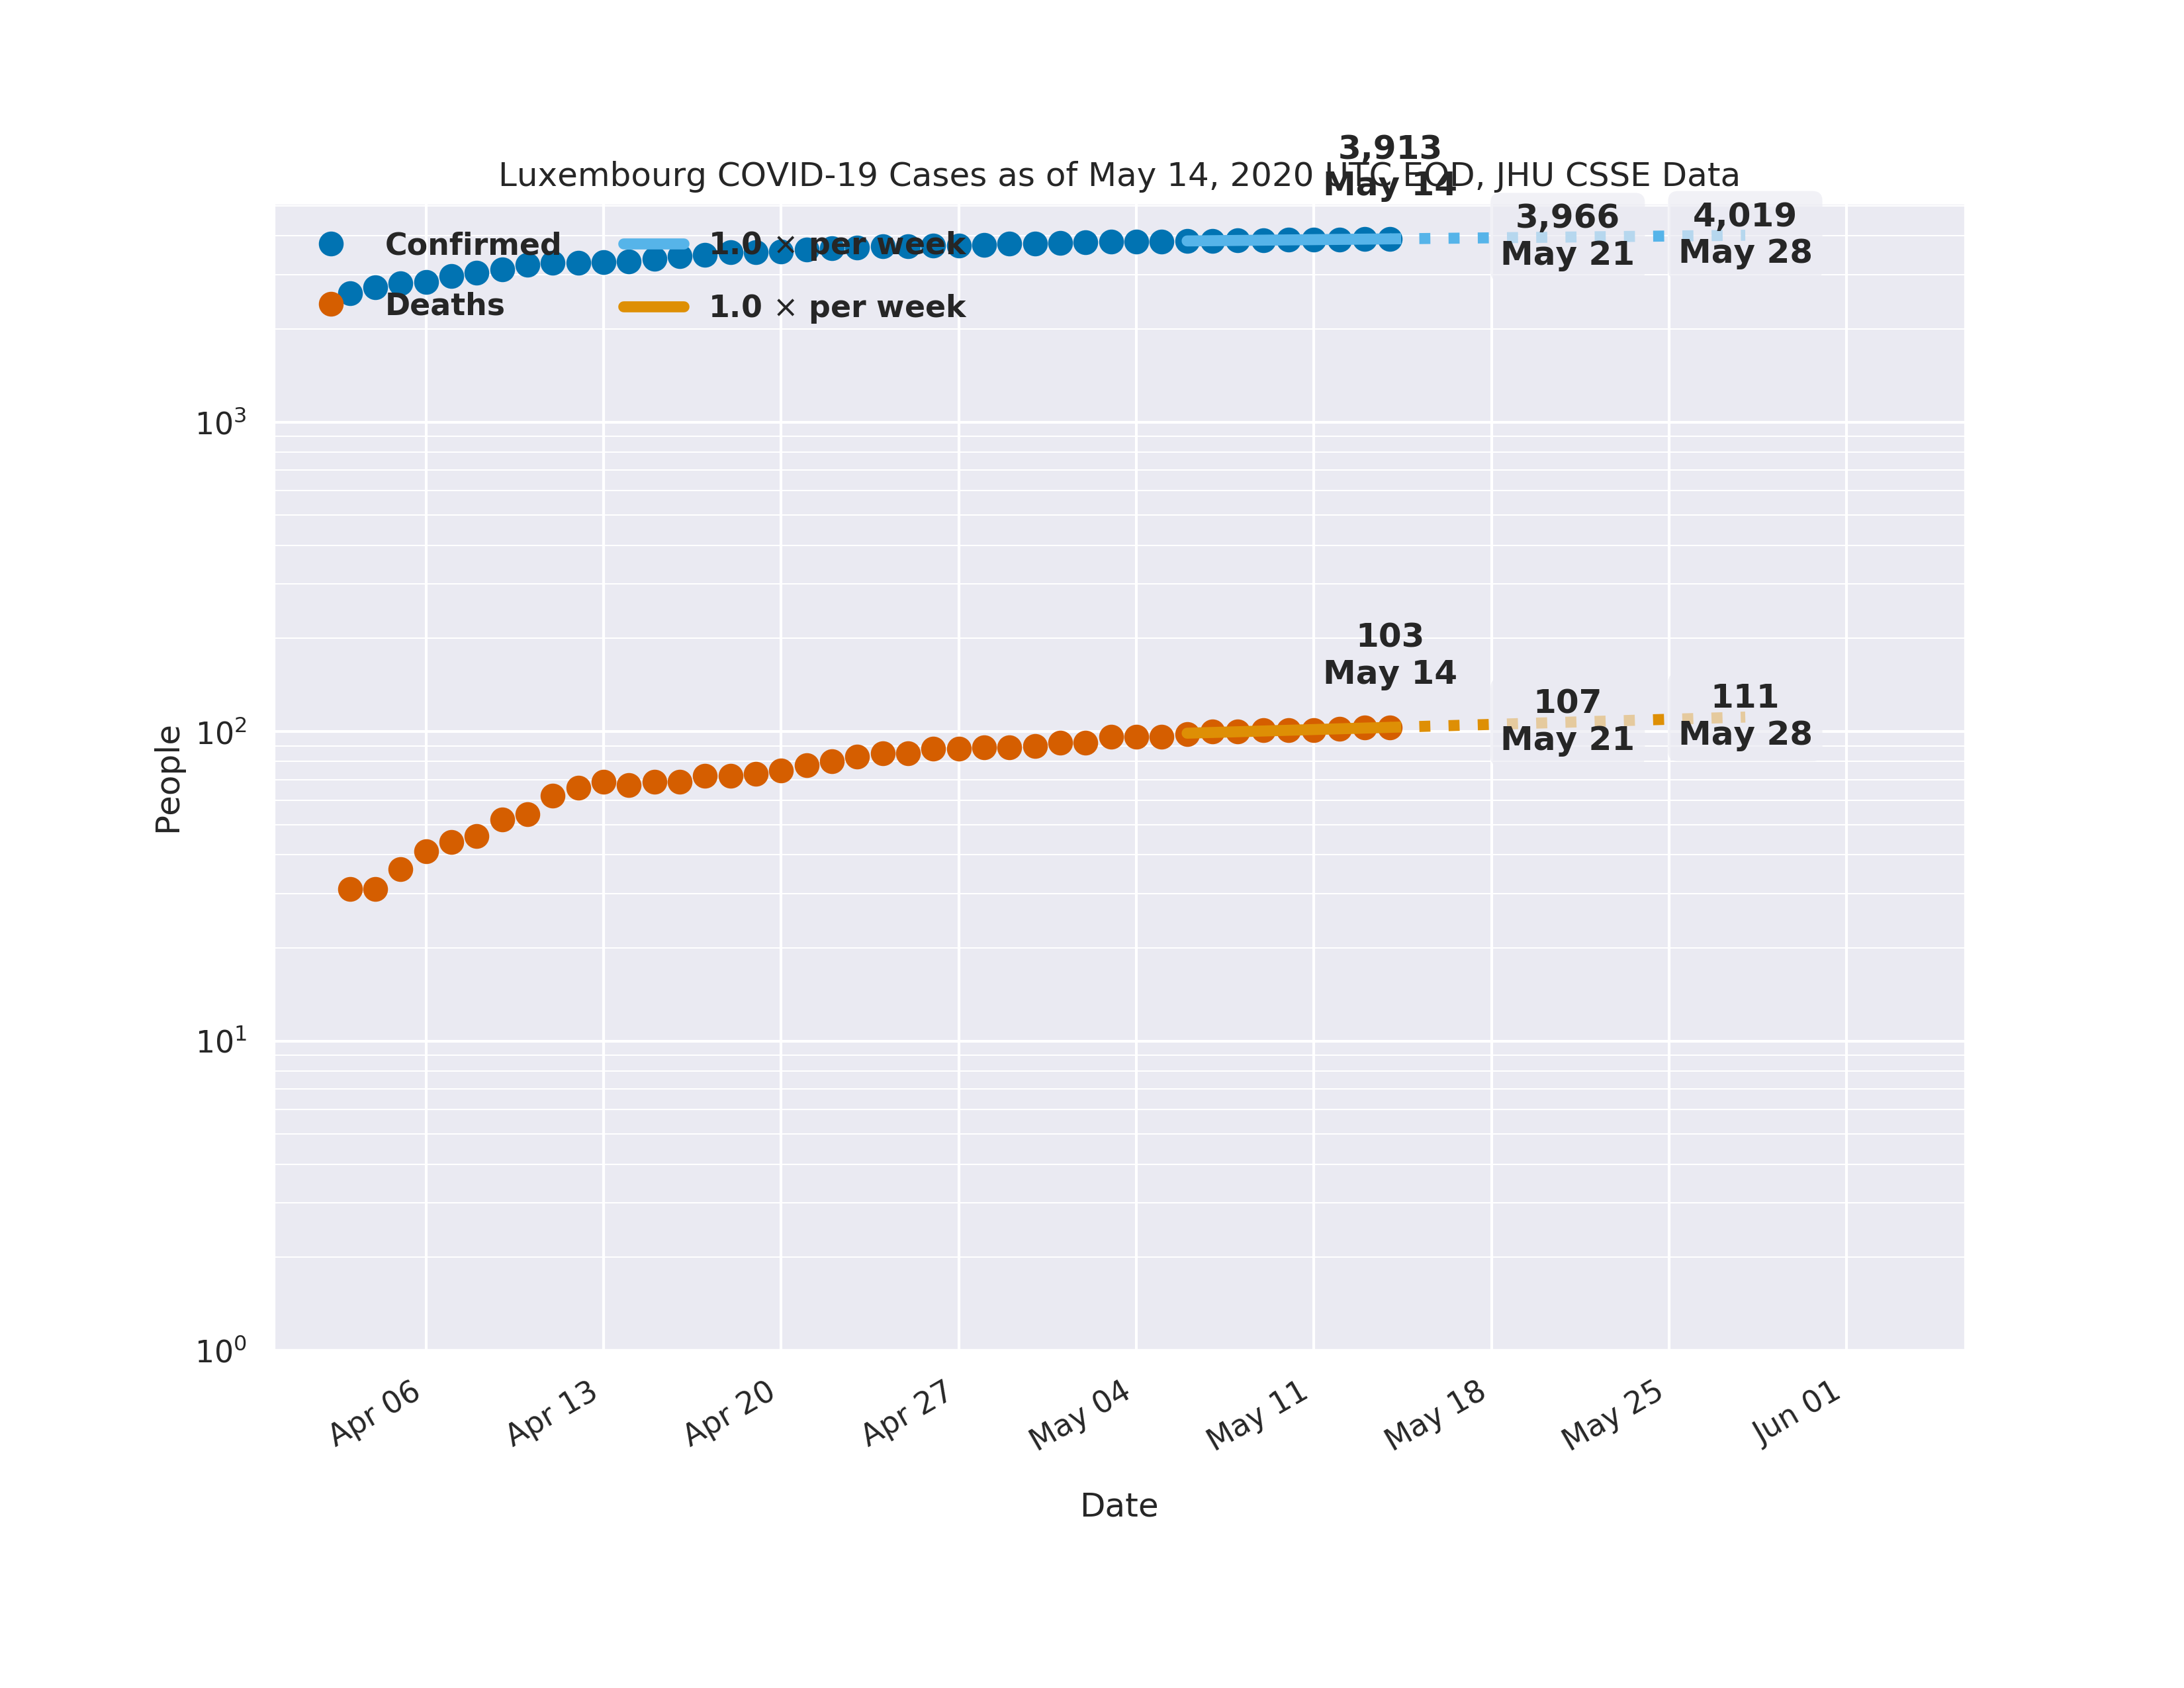 3,913
May 14
Luxembourg COVID-19 Cases as of May 14, 2020 UTC EOD, JHU CSSE Data
3,966
May 21
4,019
May 28
Confirmed
1.0 × per week
Deaths
1.0 × per week
10³
103
May 14
107
May 21
111
May 28
10²
People
10¹
10⁰
Apr 06
Apr 13
Apr 20
Apr 27
May 04
May 11
May 18
May 25
Jun 01
Date